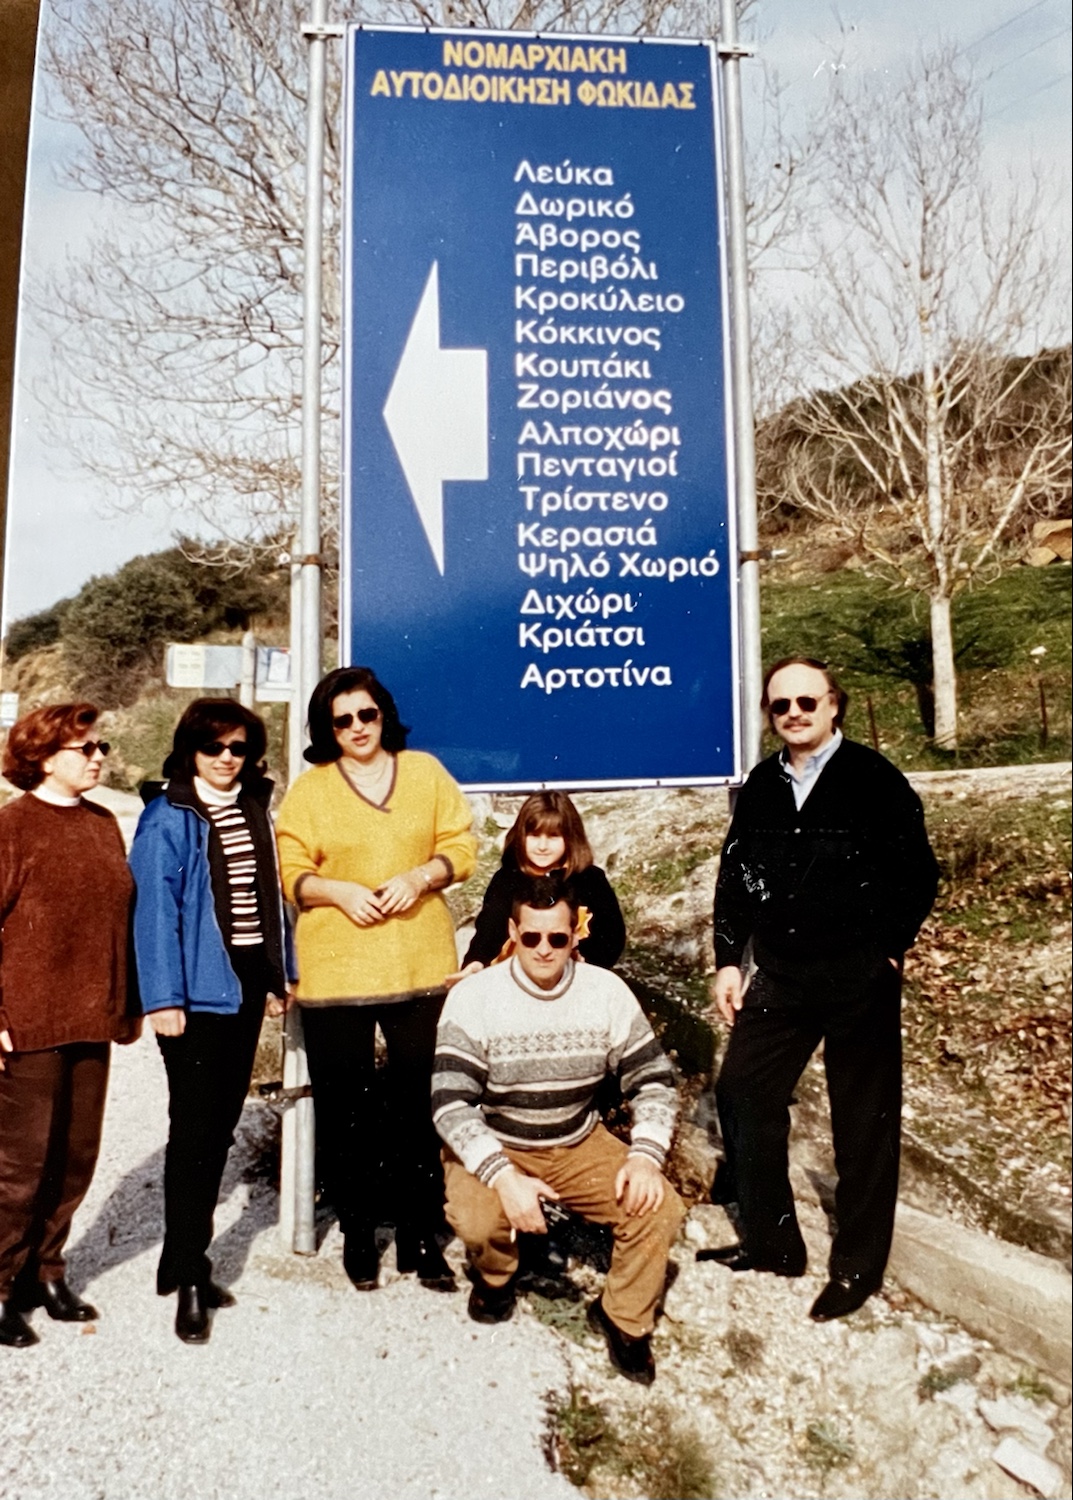 ΝΟΜΑΡΧΙΑΚΗ
ΑΥΤΟΔΙΟΙΚΗΣΗ ΦΩΚΙΔΑΣ
Λεύκα
Δωρικό
Άβορος
Περιβόλι
Κροκύλειο
Κόκκινος
Κουπάκι
Ζοριάνος
Αλποχώρι
Πενταγιοί
Τρίστενο
Κερασιά
Ψηλό Χωριό
Διχώρι
Κριάτσι
Αρτοτίνα